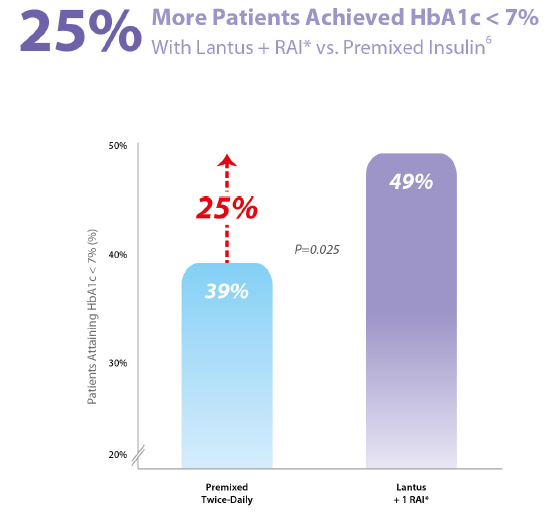 25%
More Patients Achieved HbA1c < 7%
With Lantus + RAI* vs. Premixed Insulin6
50%
49%
25%
40%
P=0.025
39%
Patients Attaining HbA1c < 7% (%)
30%
20%
Premixed
Twice-Daily
Lantus
+ 1 RAI*